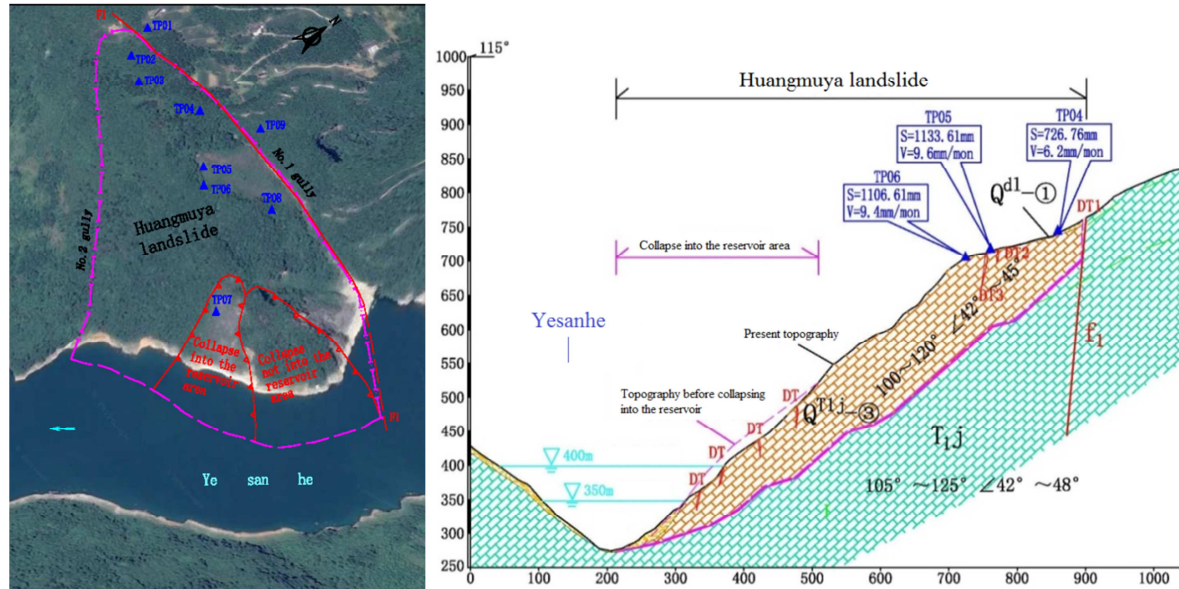 F1
TP01
N
TP02
TP03
TP04
TP09
No.1 gully
TP05
TP06
TP08
No.2 gully
Huangmuya
landslide
TP07
Collapse
into the
reservoir
area
Collapse
not into the
reservoir
area
F1
Ye san he
115°
1000
950
900
850
800
750
700
650
600
550
500
450
400
350
300
250
0
100
200
300
400
500
600
700
800
900
1000
Huangmuya landslide
TP05
S=1133.61mm
V=9.6mm/mon
TP04
S=726.76mm
V=6.2mm/mon
TP06
S=1106.61mm
V=9.4mm/mon
Q^dl-①
DT1
DT2
DT3
Collapse into the reservoir area
100~120° ∠42° ~45°
Yesanhe
Present topography
f1
Topography before collapsing
into the reservoir
DT
DT
DT
DT
Q^T1j-③
T1j
400m
350m
105° ~125° ∠42° ~48°